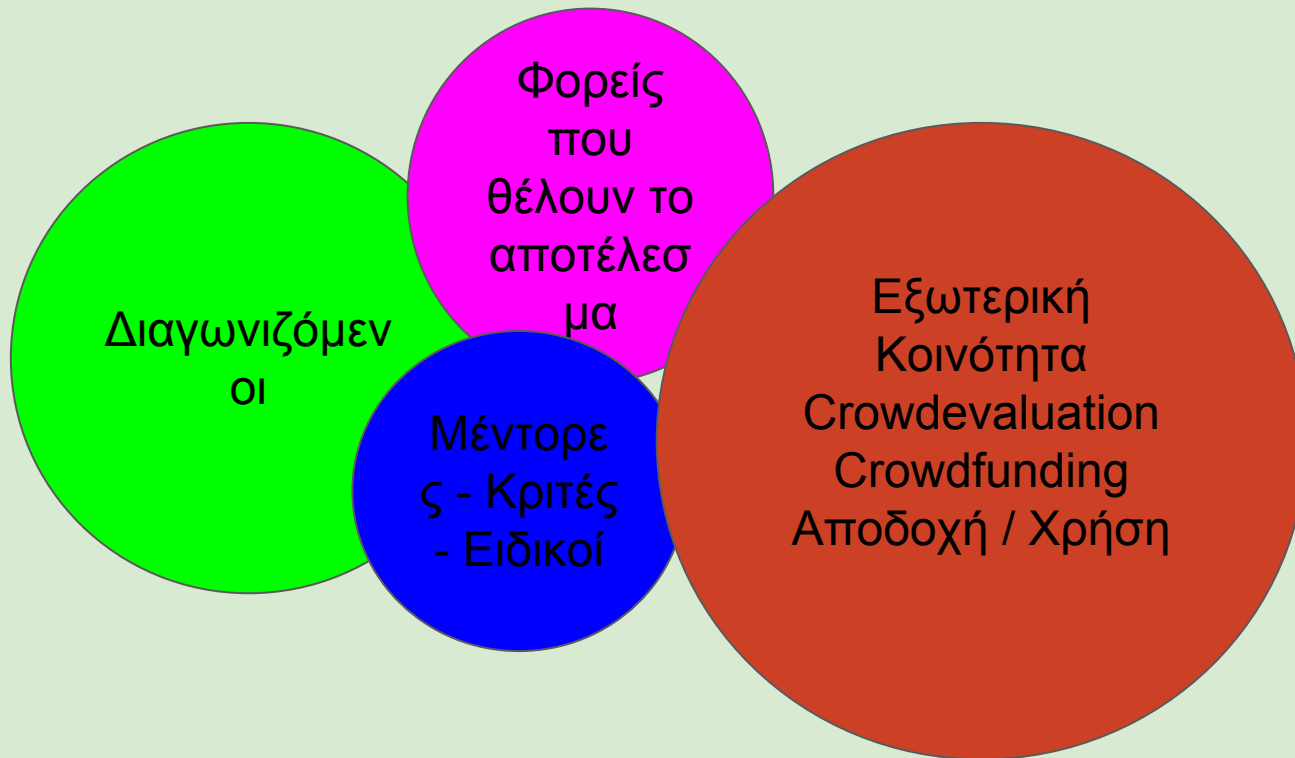 Φορείς
που
θέλουν το
αποτέλεσ
μα
Διαγωνιζόμεν
οι
Μέντορε
ς - Κριτές
- Ειδικοί
Εξωτερική
Κοινότητα
Crowdevaluation
Crowdfunding
Αποδοχή / Χρήση